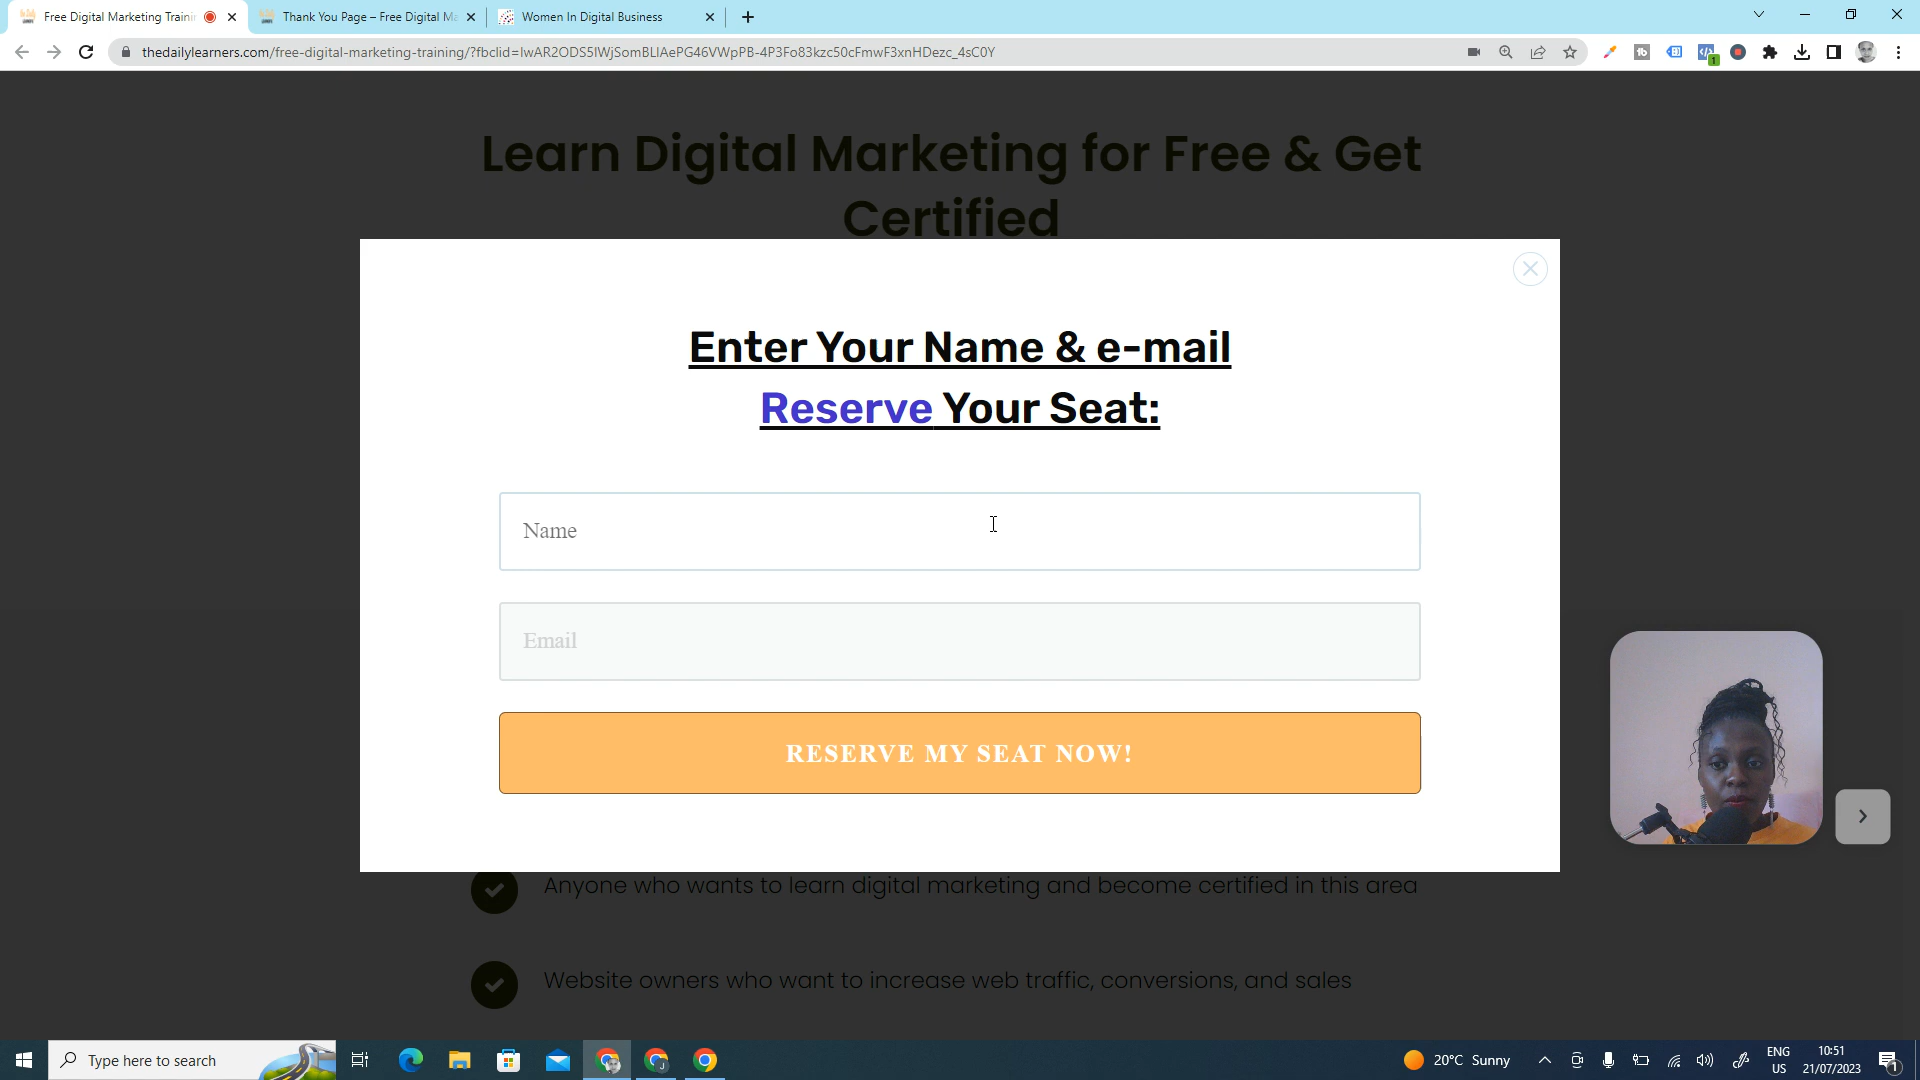 Free Digital Marketing Traini
Thank You Page – Free Digital Ma
Women In Digital Business
thedailylearners.com/free-digital-marketing-training/?fbclid=IwAR2ODS5IWjSomBLIAePG46VWpPB-4P3Fo83kzc50cFmwF3xnHDezc_4sC0Y
Learn Digital Marketing for Free & Get
Certified
Enter Your Name & e-mail
Reserve Your Seat:
Name
Email
RESERVE MY SEAT NOW!
Anyone who wants to learn digital marketing and become certified in this area
Website owners who want to increase web traffic, conversions, and sales
Type here to search
20°C Sunny
ENG
US
10:51
21/07/2023